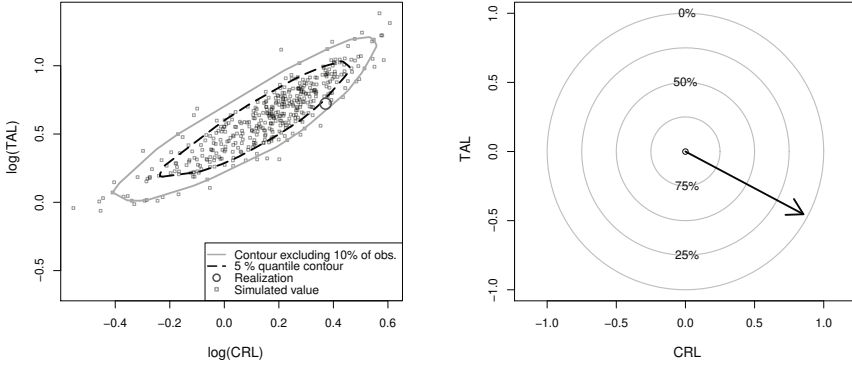 1.0
0.5
0.0
−0.5
log(TAL)
Contour excluding 10% of obs.
5 % quantile contour
Realization
Simulated value
−0.4 −0.2 0.0 0.2 0.4 0.6
log(CRL)
1.0
0.5
0.0
−0.5
−1.0
TAL
0%
50%
75%
25%
−1.0 −0.5 0.0 0.5 1.0
CRL